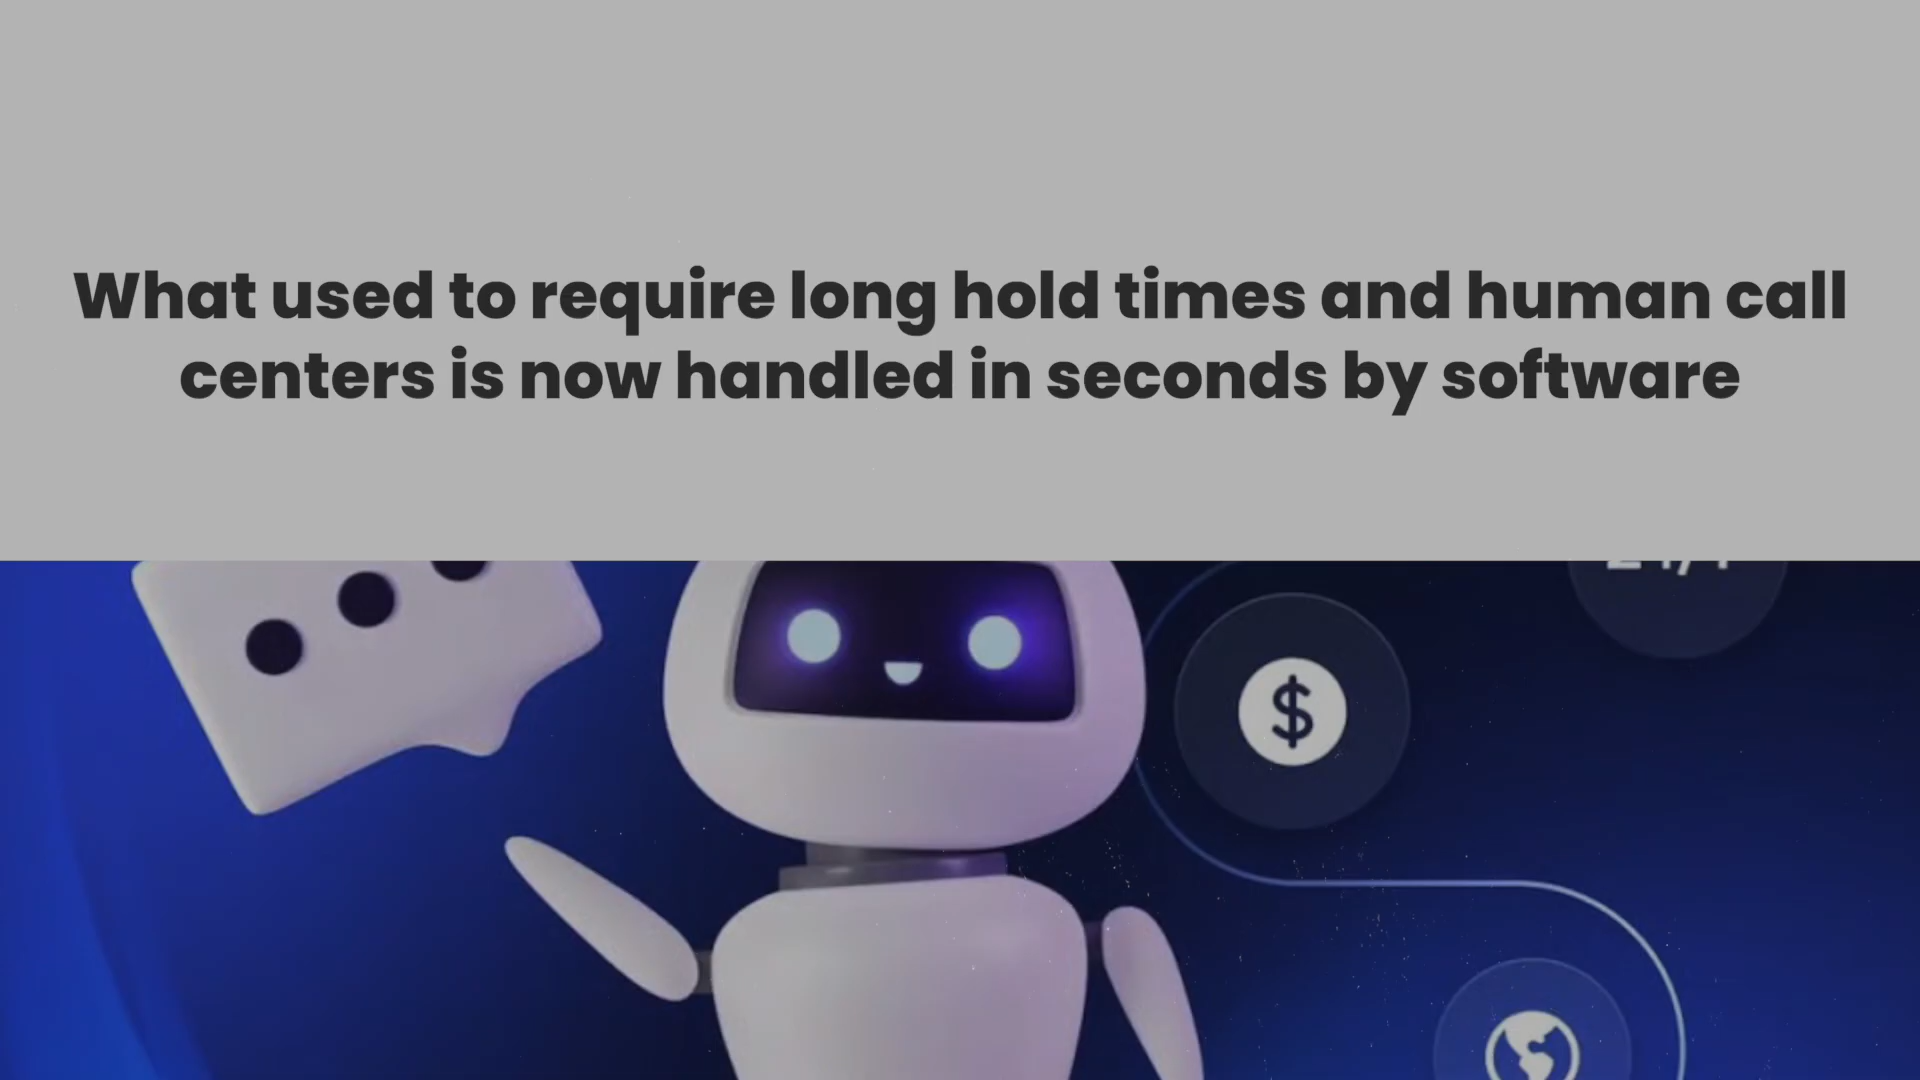 What used to require long hold times and human call
centers is now handled in seconds by software
$